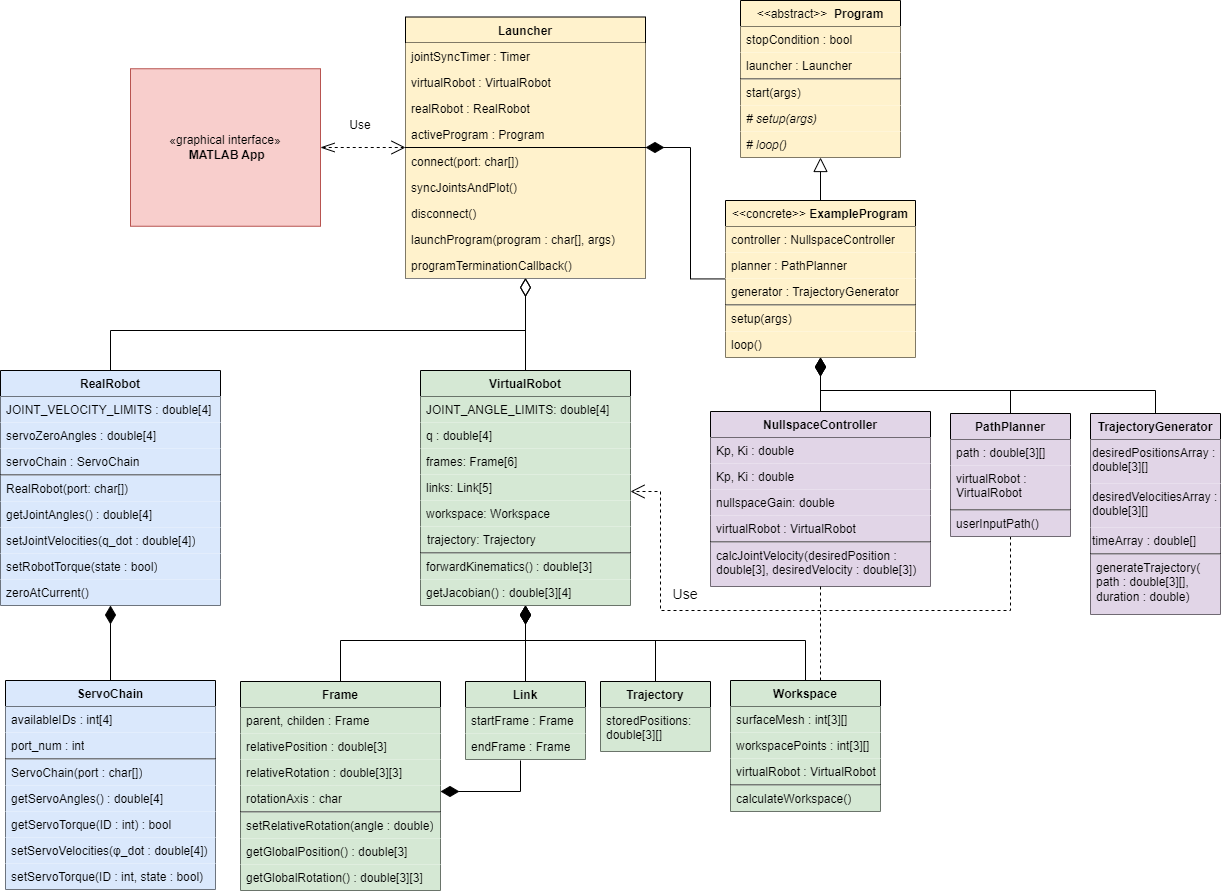 Launcher
jointSyncTimer : Timer
virtualRobot : VirtualRobot
realRobot : RealRobot
activeProgram : Program
connect(port: char[])
syncJointsAndPlot()
disconnect()
launchProgram(program : char[], args)
programTerminationCallback()
<<abstract>> Program
stopCondition : bool
launcher : Launcher
start(args)
# setup(args)
# loop()
«graphical interface»
MATLAB App
Use
<<concrete>> ExampleProgram
controller : NullspaceController
planner : PathPlanner
generator : TrajectoryGenerator
setup(args)
loop()
RealRobot
JOINT_VELOCITY_LIMITS : double[4]
servoZeroAngles : double[4]
servoChain : ServoChain
RealRobot(port: char[])
getJointAngles() : double[4]
setJointVelocities(q_dot : double[4])
setRobotTorque(state : bool)
zeroAtCurrent()
VirtualRobot
JOINT_ANGLE_LIMITS: double[4]
q : double[4]
frames: Frame[6]
links: Link[5]
workspace: Workspace
trajectory: Trajectory
forwardKinematics() : double[3]
getJacobian() : double[3][4]
NullspaceController
Kp, Ki : double
Kp, Ki : double
nullspaceGain: double
virtualRobot : VirtualRobot
calcJointVelocity(desiredPosition :
double[3], desiredVelocity : double[3])
PathPlanner
path : double[3][]
virtualRobot :
VirtualRobot
userInputPath()
TrajectoryGenerator
desiredPositionsArray :
double[3][]
desiredVelocitiesArray :
double[3][]
timeArray : double[]
generateTrajectory(
path : double[3][],
duration : double)
Use
ServoChain
availableIDs : int[4]
port_num : int
ServoChain(port : char[])
getServoAngles() : double[4]
getServoTorque(ID : int) : bool
setServoVelocities(φ_dot : double[4])
setServoTorque(ID : int, state : bool)
Frame
parent, childen : Frame
relativePosition : double[3]
relativeRotation : double[3][3]
rotationAxis : char
setRelativeRotation(angle : double)
getGlobalPosition() : double[3]
getGlobalRotation() : double[3][3]
Link
startFrame : Frame
endFrame : Frame
Trajectory
storedPositions:
double[3][]
Workspace
surfaceMesh : int[3][]
workspacePoints : int[3][]
virtualRobot : VirtualRobot
calculateWorkspace()